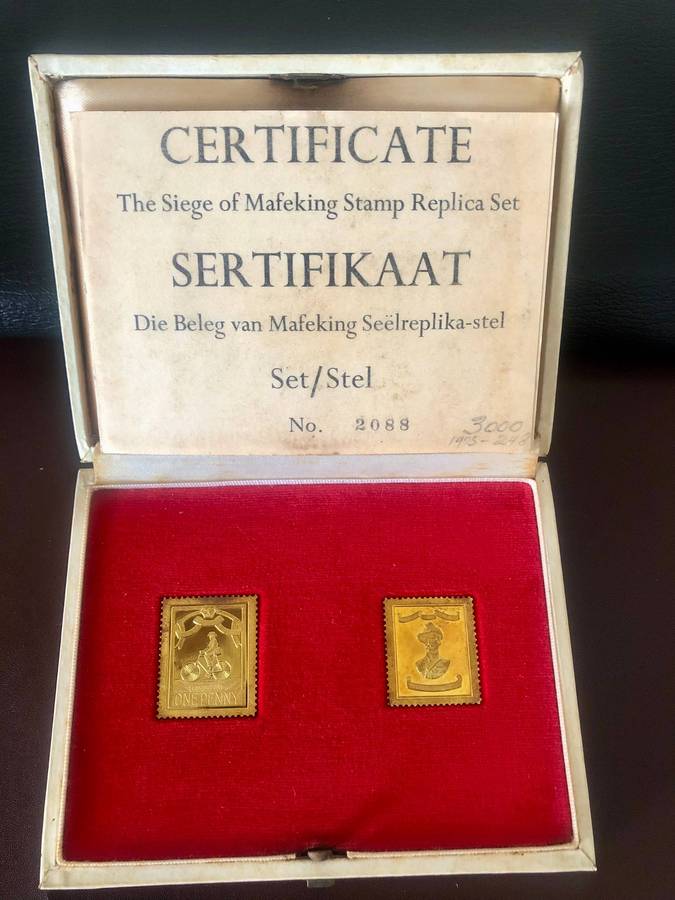 CERTIFICATE
The Siege of Mafeking Stamp Replica Set
SERTIFIKAAT
Die Beleg van Mafeking Seëlreplika-stel
Set/Stel
No. 2088
3000
ONE PENNY